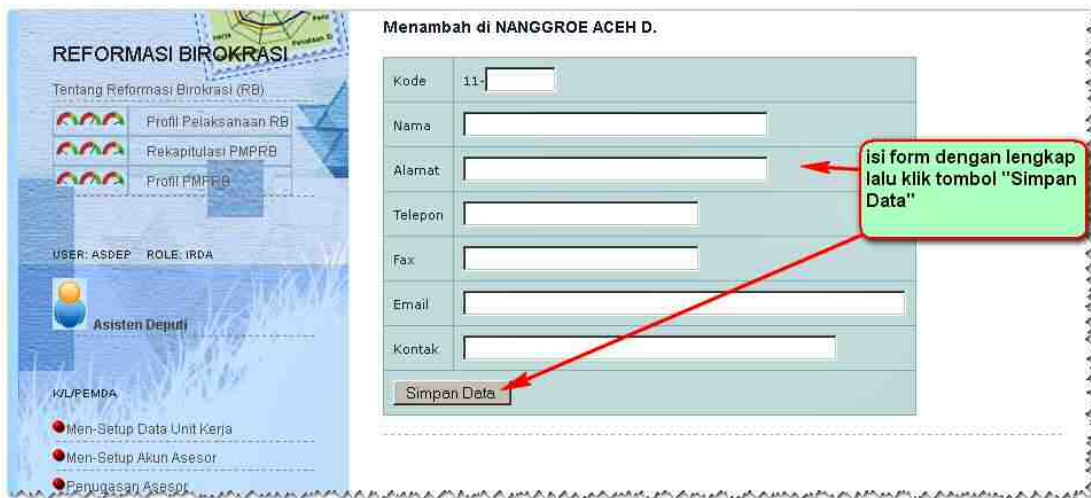 REFORMASI BIROKRASI
Tentang Reformasi Birokrasi (RB)
Profil Pelaksanaan RB
Rekapitulasi PMPRB
Profil PMPRB
USER: ASDEP ROLE: IRDA
Asisten Deputi
K/L/PEMDA
Men-Setup Data Unit Kerja
Men-Setup Akun Asesor
Penugasan Asesor
Menambah di NANGGROE ACEH D.
Kode 11-
Nama
Alamat
Telepon
Fax
Email
Kontak
Simpan Data
isi form dengan lengkap
lalu klik tombol "Simpan
Data"